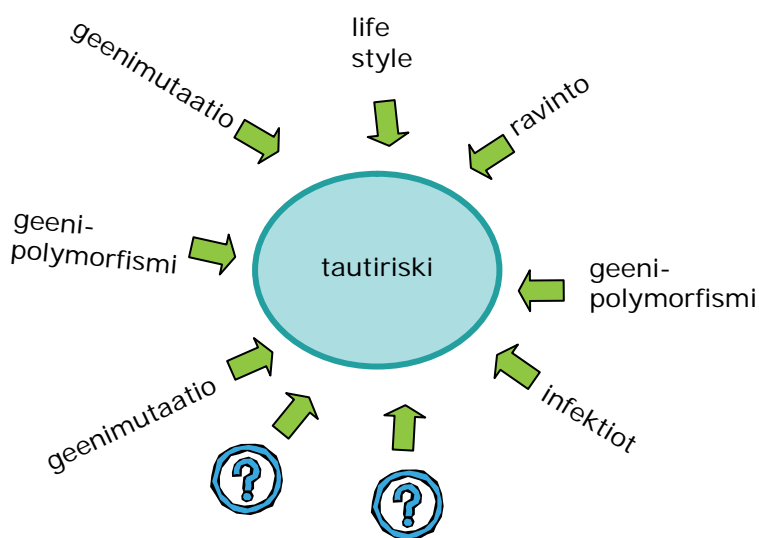 life
style
geenimutaatio
ravinto
geeni-
polymorfismi
tautiriski
geeni-
polymorfismi
geenimutaatio
infektiot
?
?